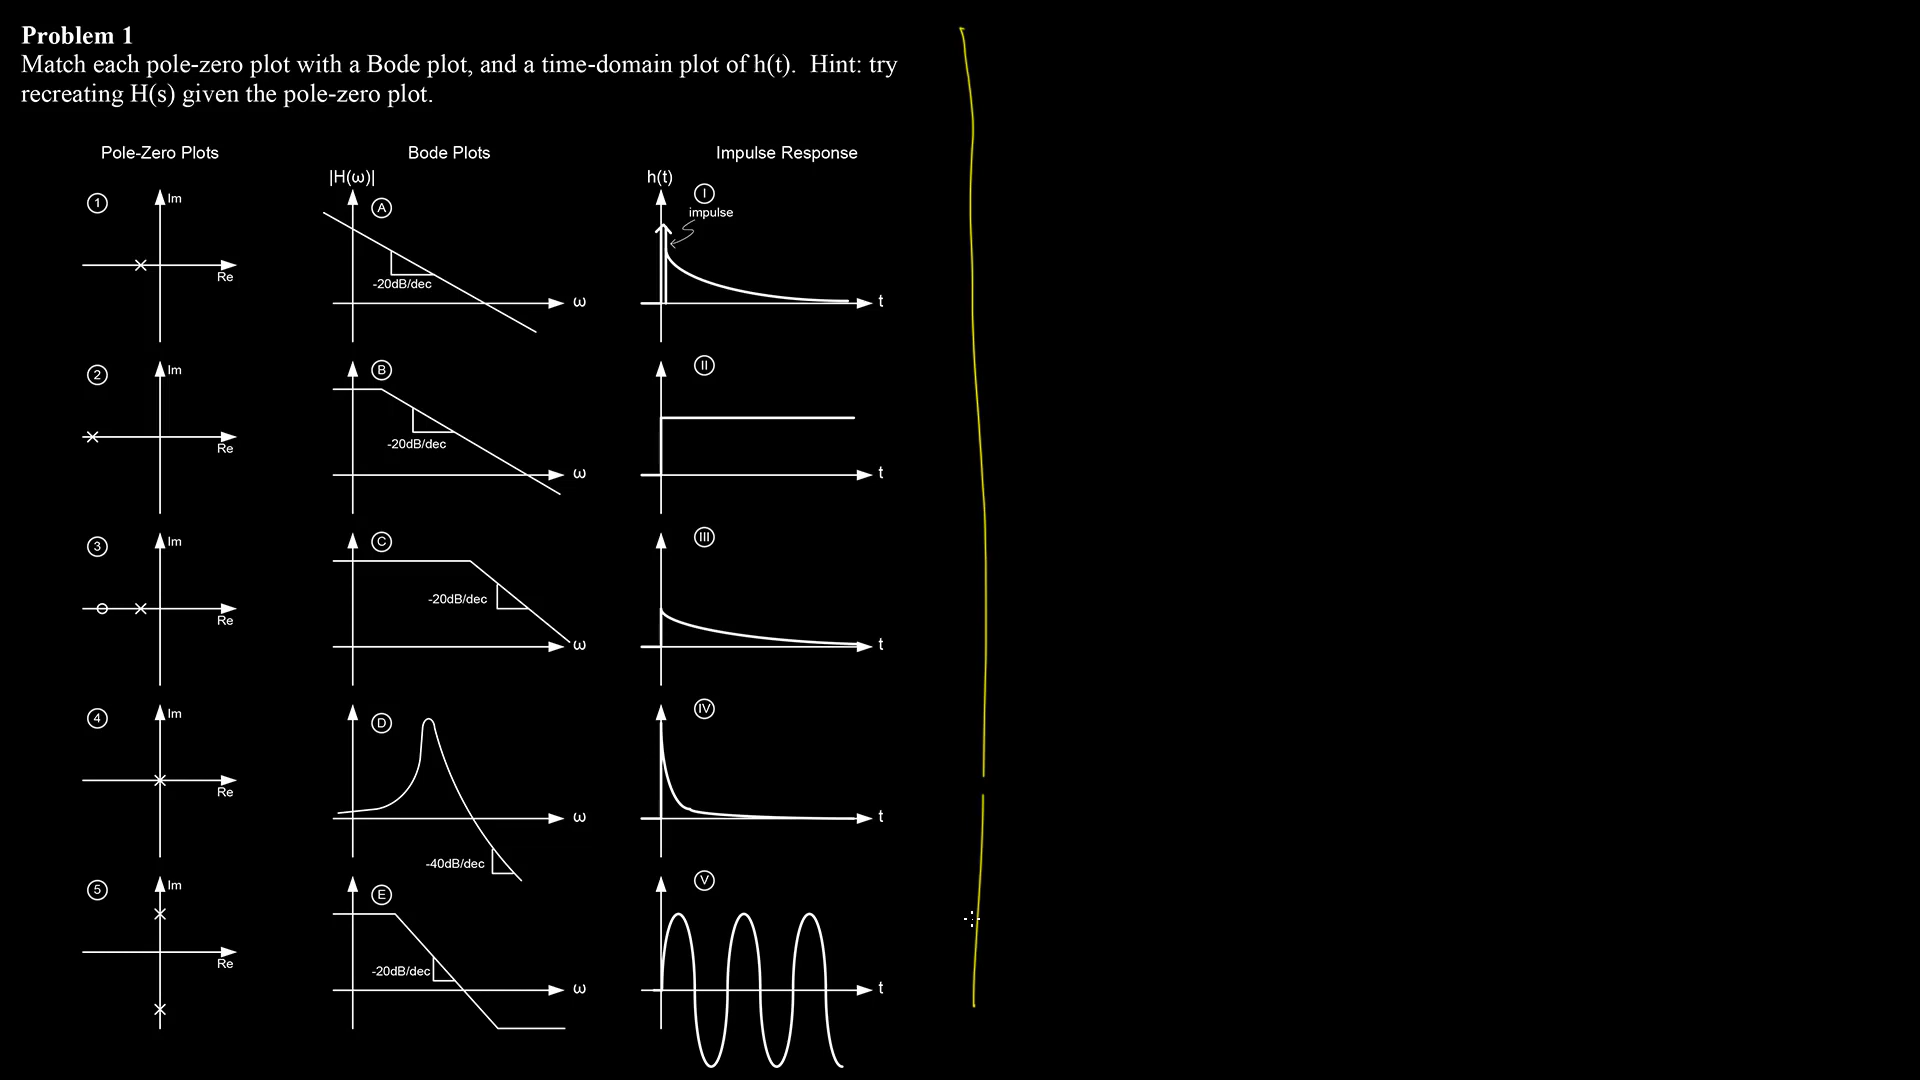 Problem 1
Match each pole-zero plot with a Bode plot, and a time-domain plot of h(t).  Hint: try
recreating H(s) given the pole-zero plot.
Pole-Zero Plots
Bode Plots
Impulse Response
|H(ω)|
h(t)
1
Im
Re
A
-20dB/dec
ω
I
impulse
t
2
Im
Re
B
-20dB/dec
ω
II
t
3
Im
Re
C
-20dB/dec
ω
III
t
4
Im
Re
D
-40dB/dec
ω
IV
t
5
Im
Re
E
-20dB/dec
ω
V
t